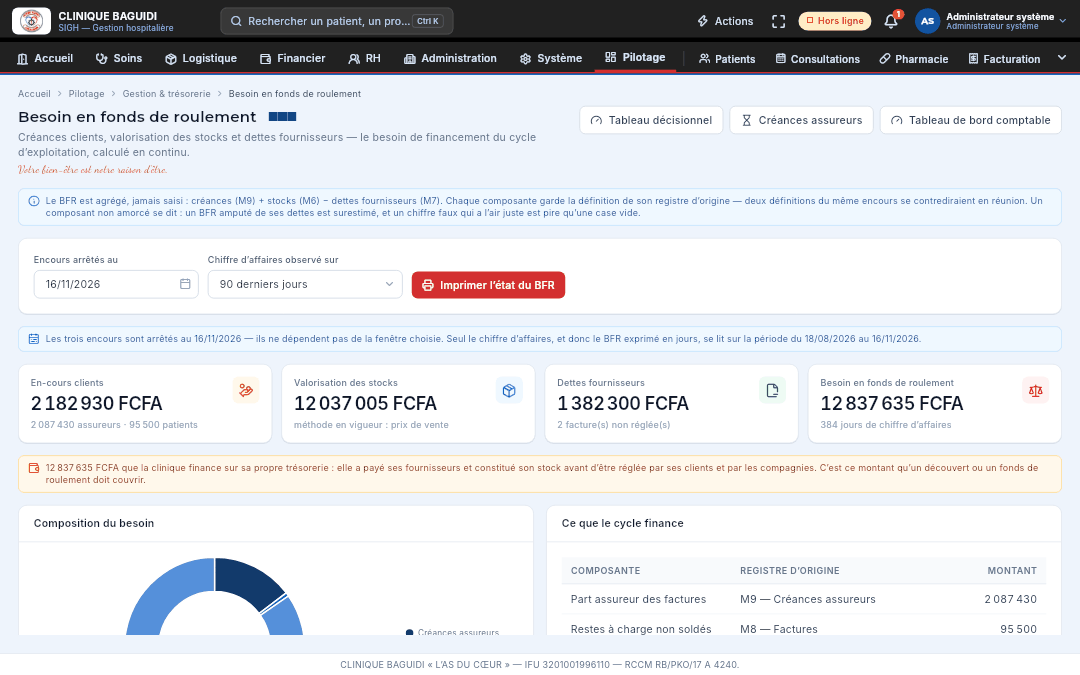 CLINIQUE BAGUIDI
SIGH — Gestion hospitalière
Rechercher un patient, un pro... Ctrl K
Actions
Hors ligne
1
AS
Administrateur système
Administrateur système
Accueil
Soins
Logistique
Financier
RH
Administration
Système
Pilotage
Patients
Consultations
Pharmacie
Facturation
Accueil > Pilotage > Gestion & trésorerie > Besoin en fonds de roulement
Besoin en fonds de roulement
Créances clients, valorisation des stocks et dettes fournisseurs — le besoin de financement du cycle
d’exploitation, calculé en continu.
Votre bien-être est notre raison d'être.
Tableau décisionnel
Créances assureurs
Tableau de bord comptable
Le BFR est agrégé, jamais saisi : créances (M9) + stocks (M6) − dettes fournisseurs (M7). Chaque composante garde la définition de son registre d’origine — deux définitions du même encours se contrediraient en réunion. Un
composant non amorcé se dit : un BFR amputé de ses dettes est surestimé, et un chiffre faux qui a l’air juste est pire qu’une case vide.
Encours arrêtés au
16/11/2026
Chiffre d’affaires observé sur
90 derniers jours
Imprimer l’état du BFR
Les trois encours sont arrêtés au 16/11/2026 — ils ne dépendent pas de la fenêtre choisie. Seul le chiffre d’affaires, et donc le BFR exprimé en jours, se lit sur la période du 18/08/2026 au 16/11/2026.
En-cours clients
2 182 930 FCFA
2 087 430 assureurs · 95 500 patients
Valorisation des stocks
12 037 005 FCFA
méthode en vigueur : prix de vente
Dettes fournisseurs
1 382 300 FCFA
2 facture(s) non réglée(s)
Besoin en fonds de roulement
12 837 635 FCFA
384 jours de chiffre d’affaires
12 837 635 FCFA que la clinique finance sur sa propre trésorerie : elle a payé ses fournisseurs et constitué son stock avant d’être réglée par ses clients et par les compagnies. C’est ce montant qu’un découvert ou un fonds de
roulement doit couvrir.
Composition du besoin
Créances assureurs
Ce que le cycle finance
COMPOSANTE REGISTRE D’ORIGINE MONTANT
Part assureur des factures M9 — Créances assureurs 2 087 430
Restes à charge non soldés M8 — Factures 95 500
CLINIQUE BAGUIDI « L’AS DU CŒUR » — IFU 3201001996110 — RCCM RB/PKO/17 A 4240.